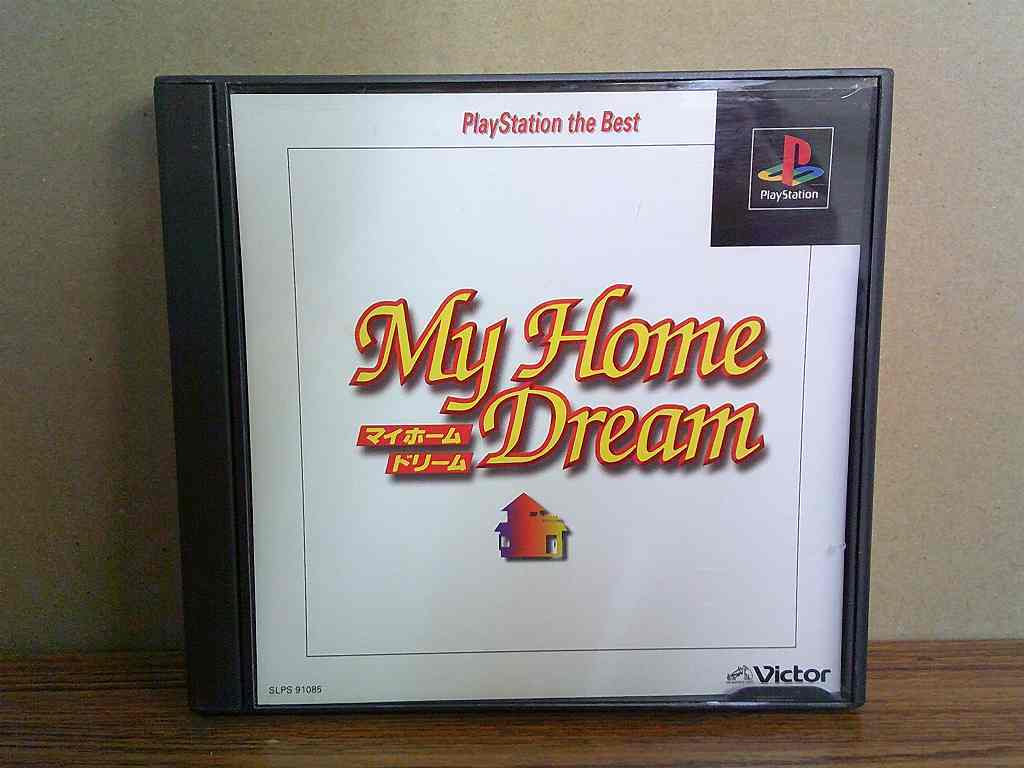 PlayStation the Best
PlayStation
My Home
Dream
マイホーム
ドリーム
SLPS 91085
Victor